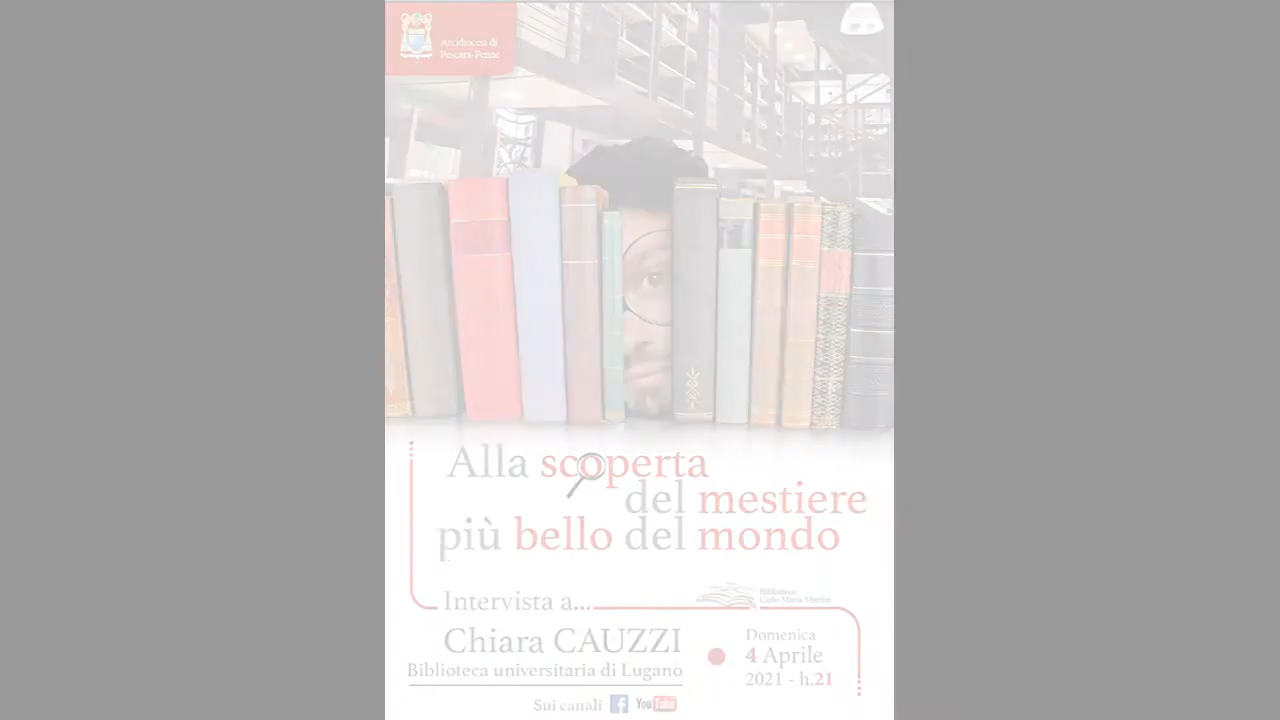 Arcidiocesi di
Pescara-Penne
Alla scoperta
del mestiere
più bello del mondo
Intervista a...
Biblioteca
Carlo Maria Martini
Chiara CAUZZI
Biblioteca universitaria di Lugano
Domenica
4 Aprile
2021 - h.21
Sui canali f YouTube